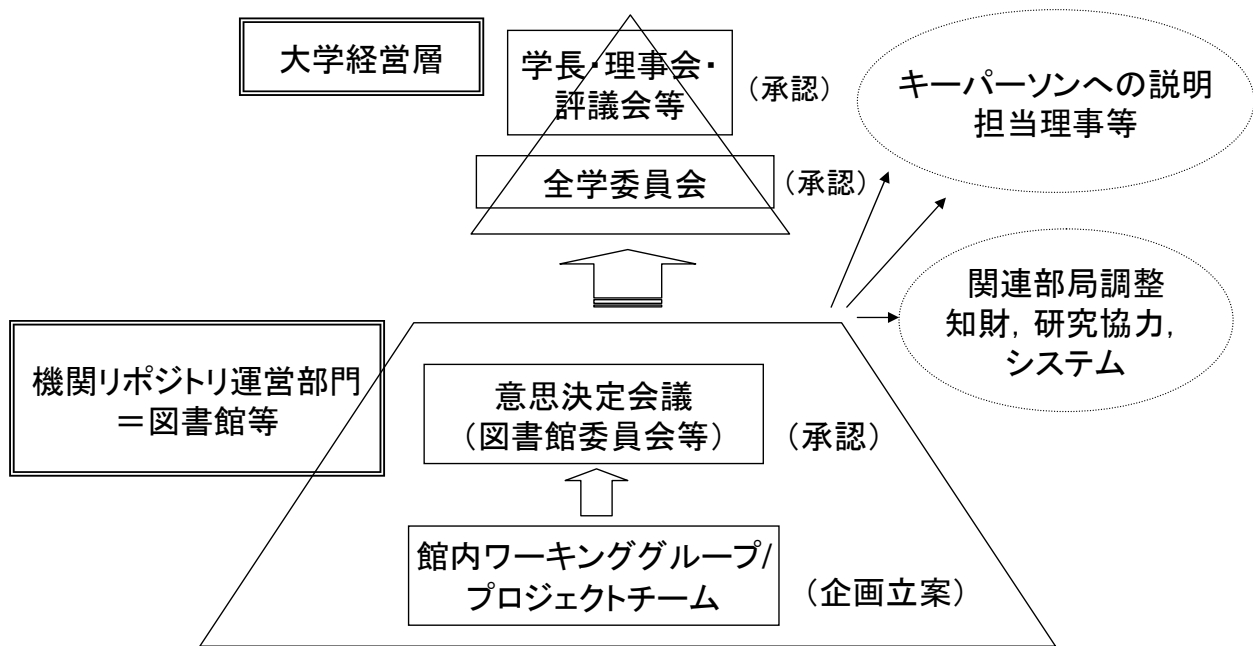 大学経営層
学長・理事会・
評議会等
(承認)
キーパーソンへの説明
担当理事等
全学委員会
(承認)
関連部局調整
知財, 研究協力,
システム
機関リポジトリ運営部門
=図書館等
意思決定会議
(図書館委員会等)
(承認)
館内ワーキンググループ/
プロジェクトチーム
(企画立案)